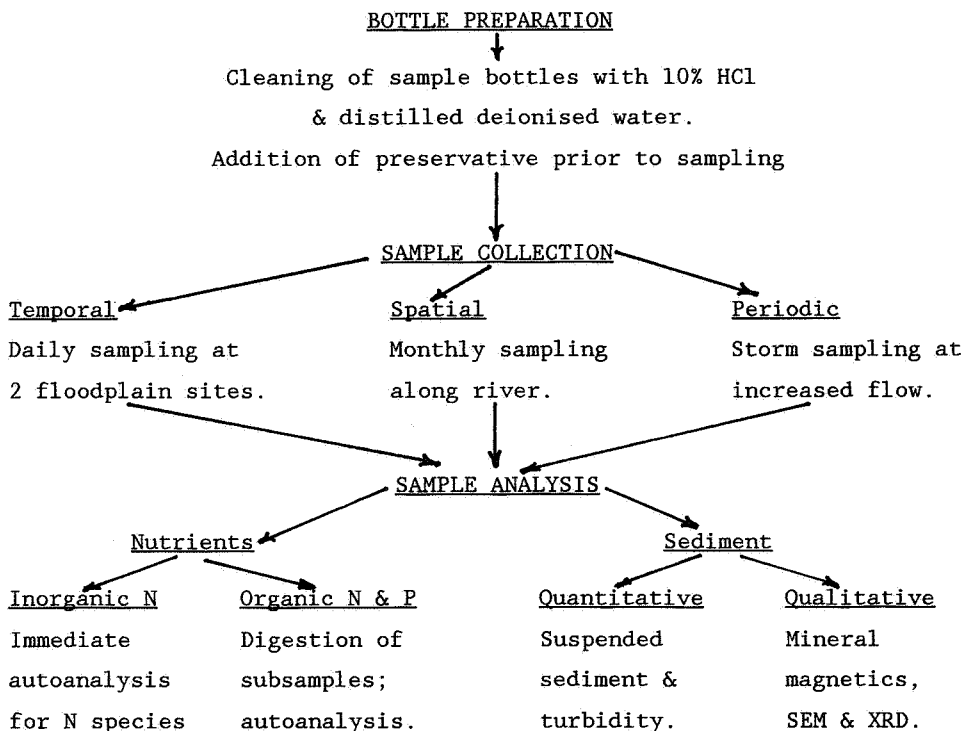 BOTTLE PREPARATION
Cleaning of sample bottles with 10% HCl
& distilled deionised water.
Addition of preservative prior to sampling
SAMPLE COLLECTION
Temporal
Daily sampling at
2 floodplain sites.
Spatial
Monthly sampling
along river.
Periodic
Storm sampling at
increased flow.
SAMPLE ANALYSIS
Nutrients
Sediment
Inorganic N
Immediate
autoanalysis
for N species
Organic N & P
Digestion of
subsamples;
autoanalysis.
Quantitative
Suspended
sediment &
turbidity.
Qualitative
Mineral
magnetics,
SEM & XRD.